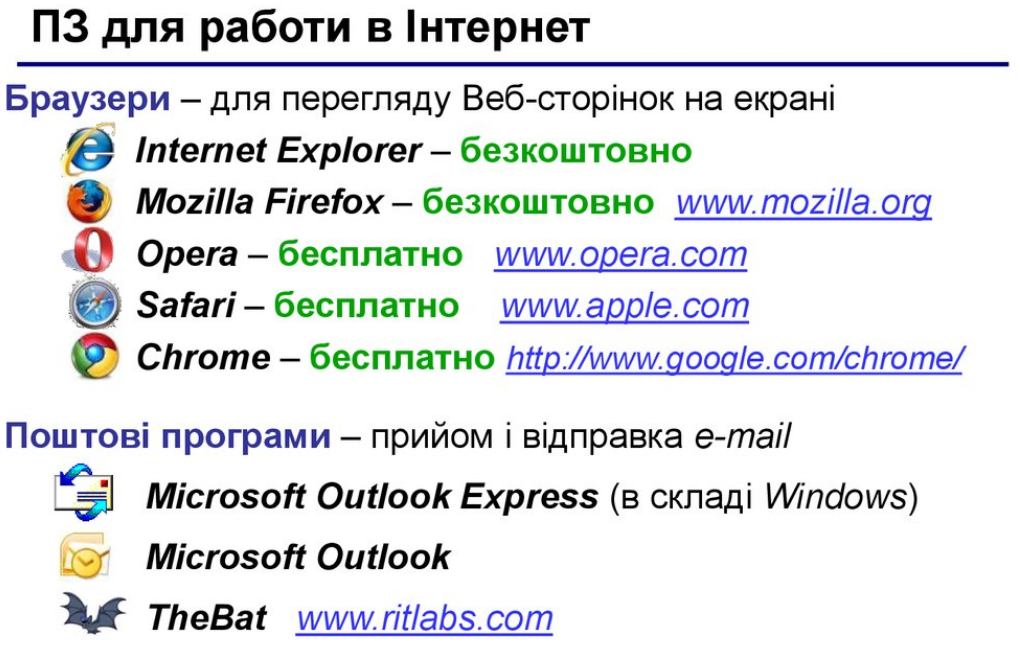 ПЗ для работи в Інтернет
Браузери – для перегляду Веб-сторінок на екрані
Internet Explorer – безкоштовно
Mozilla Firefox – безкоштовно www.mozilla.org
Opera – бесплатно www.opera.com
Safari – бесплатно www.apple.com
Chrome – бесплатно http://www.google.com/chrome/
Поштові програми – прийом і відправка e-mail
Microsoft Outlook Express (в складі Windows)
Microsoft Outlook
TheBat www.ritlabs.com